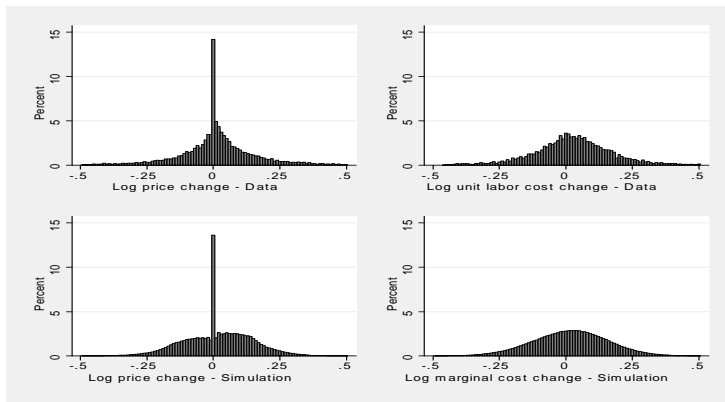 15
10
5
0
Percent
-.5 -.25 0 .25 .5
Log price change - Data
15
10
5
0
Percent
-.5 -.25 0 .25 .5
Log unit labor cost change - Data
15
10
5
0
Percent
-.5 -.25 0 .25 .5
Log price change - Simulation
15
10
5
0
Percent
-.5 -.25 0 .25 .5
Log marginal cost change - Simulation